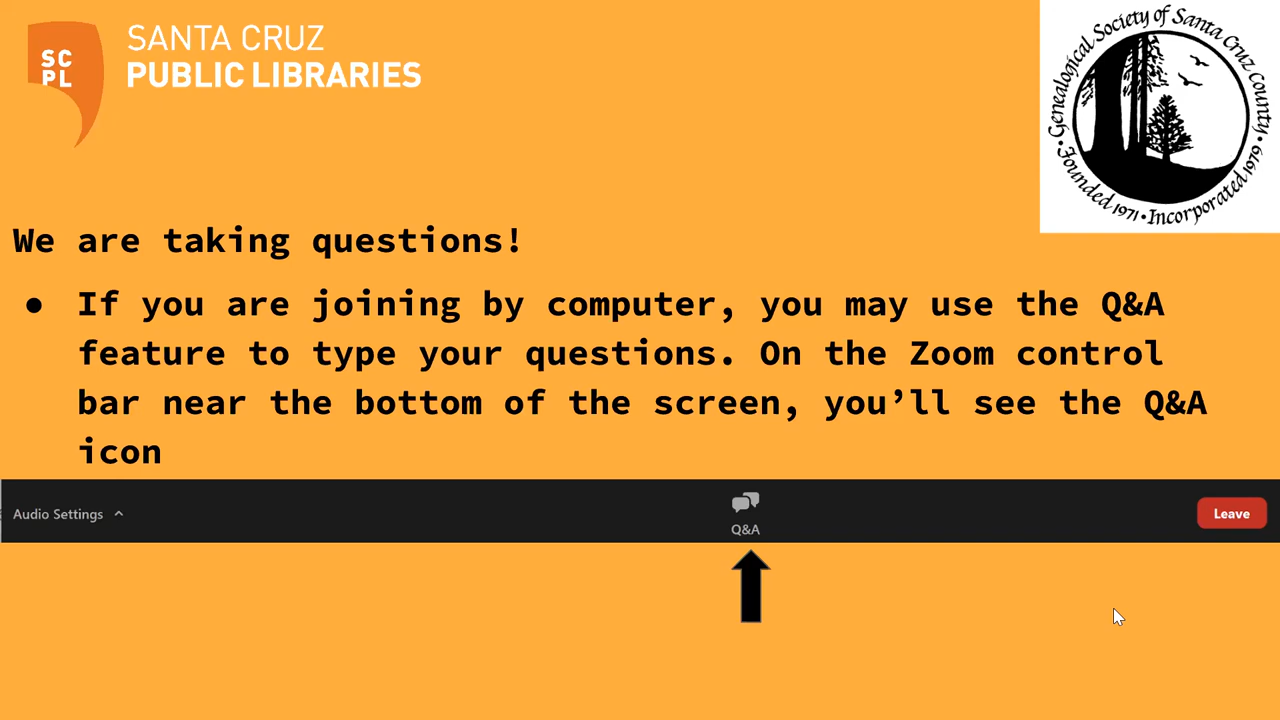 SC
PL
SANTA CRUZ
PUBLIC LIBRARIES
Genealogical Society of Santa Cruz County
• Founded 1971 • Incorporated 1979 •
We are taking questions!
● If you are joining by computer, you may use the Q&A
feature to type your questions. On the Zoom control
bar near the bottom of the screen, you’ll see the Q&A
icon
Audio Settings ^
Q&A
Leave